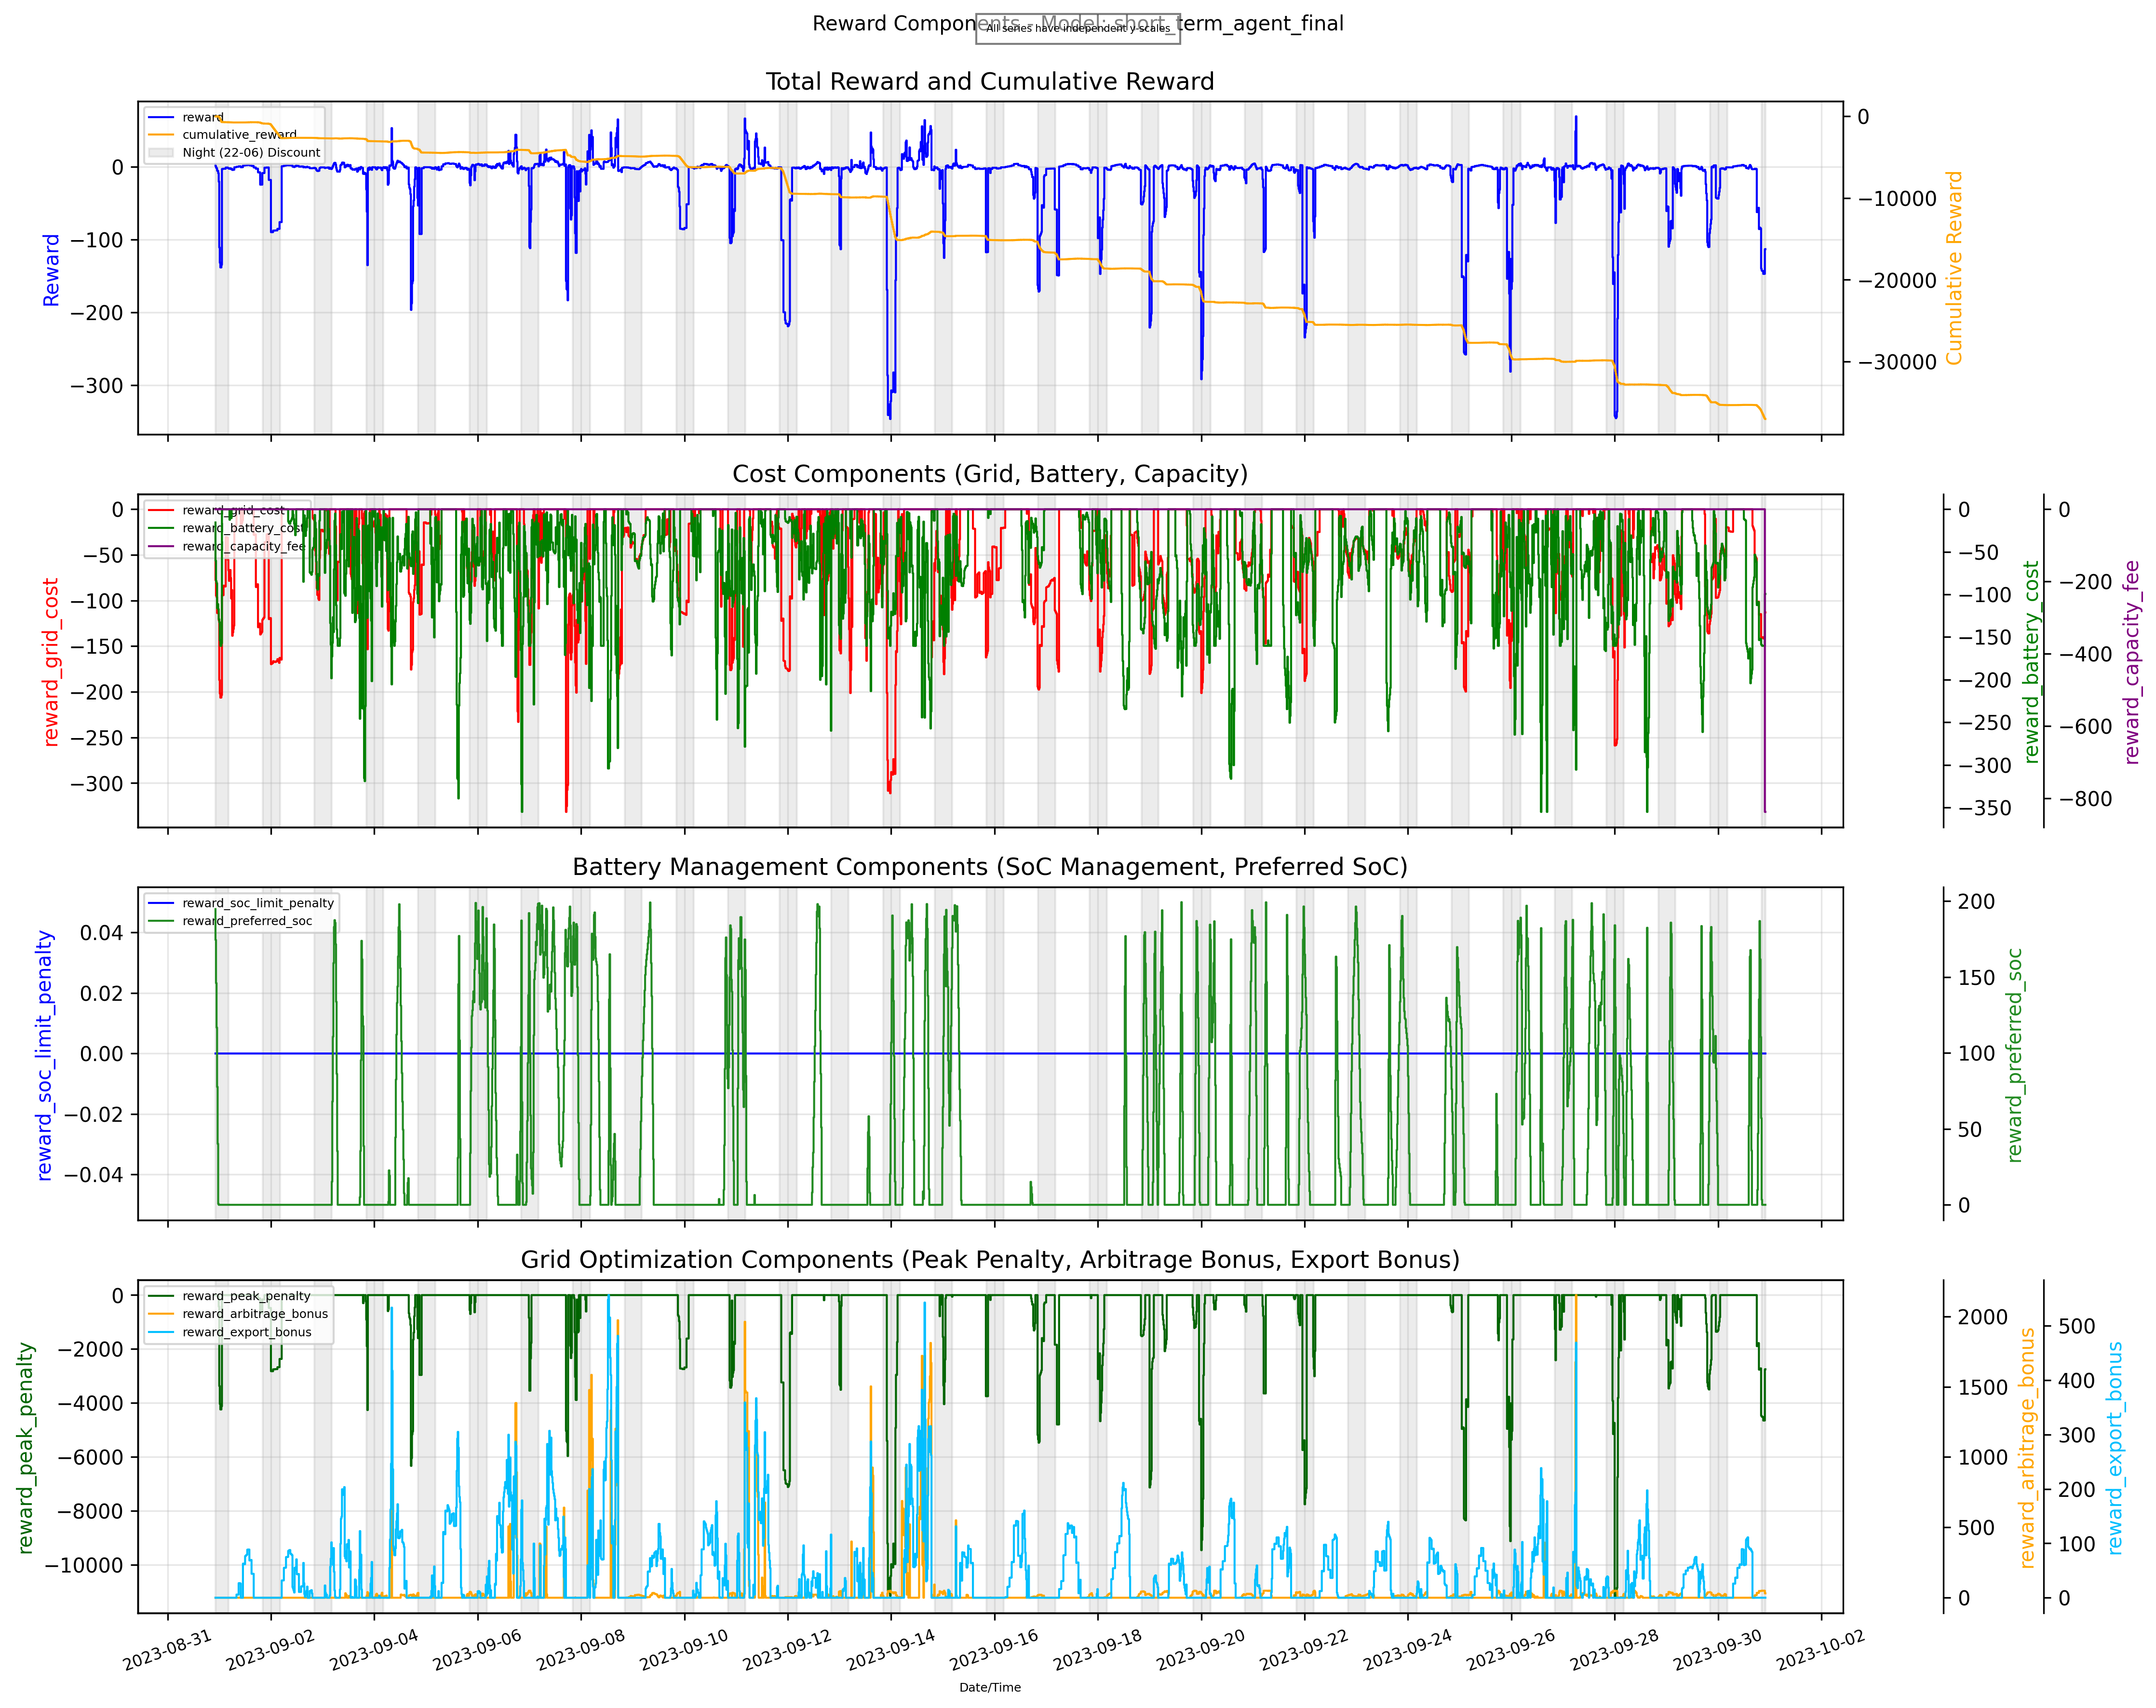 Reward Components - Model: short_term_agent_final
All series have independent y-scales
Total Reward and Cumulative Reward
reward
cumulative_reward
Night (22-06) Discount
0
−100
−200
−300
Reward
0
−10000
−20000
−30000
Cumulative Reward
Cost Components (Grid, Battery, Capacity)
reward_grid_cost
reward_battery_cost
reward_capacity_fee
0
−50
−100
−150
−200
−250
−300
reward_grid_cost
0
−50
−100
−150
−200
−250
−300
−350
reward_battery_cost
0
−200
−400
−600
−800
reward_capacity_fee
Battery Management Components (SoC Management, Preferred SoC)
reward_soc_limit_penalty
reward_preferred_soc
0.04
0.02
0.00
−0.02
−0.04
reward_soc_limit_penalty
200
150
100
50
0
reward_preferred_soc
Grid Optimization Components (Peak Penalty, Arbitrage Bonus, Export Bonus)
reward_peak_penalty
reward_arbitrage_bonus
reward_export_bonus
0
−2000
−4000
−6000
−8000
−10000
reward_peak_penalty
2000
1500
1000
500
0
reward_arbitrage_bonus
500
400
300
200
100
0
reward_export_bonus
2023-08-31
2023-09-02
2023-09-04
2023-09-06
2023-09-08
2023-09-10
2023-09-12
2023-09-14
2023-09-16
2023-09-18
2023-09-20
2023-09-22
2023-09-24
2023-09-26
2023-09-28
2023-09-30
2023-10-02
Date/Time